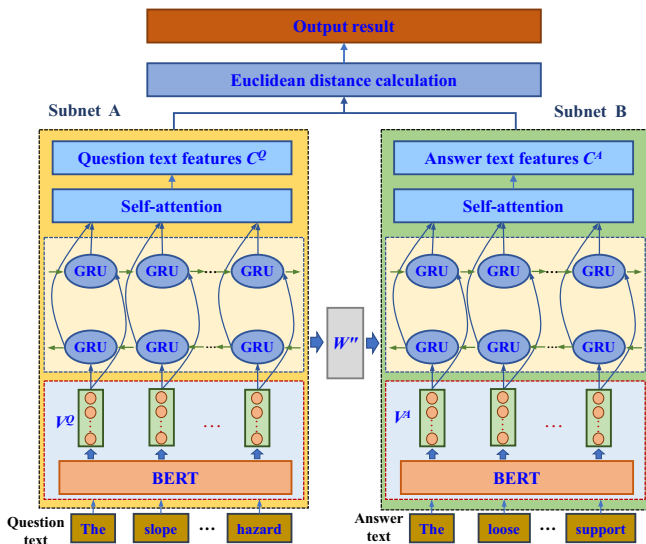 Output result
Euclidean distance calculation
Subnet A
Subnet B
Question text features C^Q
Answer text features C^A
Self-attention
Self-attention
GRU GRU ... GRU
GRU GRU ... GRU
GRU GRU ... GRU
GRU GRU ... GRU
W"
V^Q
...
V^A
...
BERT
BERT
Question
text
The slope ... hazard
Answer
text
The loose ... support